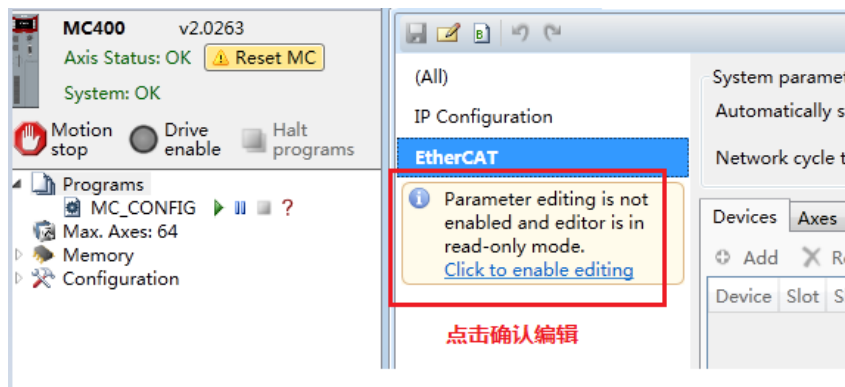 MC400 v2.0263
Axis Status: OK Reset MC
System: OK
Motion stop
Drive enable
Halt programs
Programs
MC_CONFIG
Max. Axes: 64
Memory
Configuration
(All)
IP Configuration
EtherCAT
Parameter editing is not
enabled and editor is in
read-only mode.
Click to enable editing
点击确认编辑
System paramet
Automatically s
Network cycle t
Devices Axes
Add
Device Slot